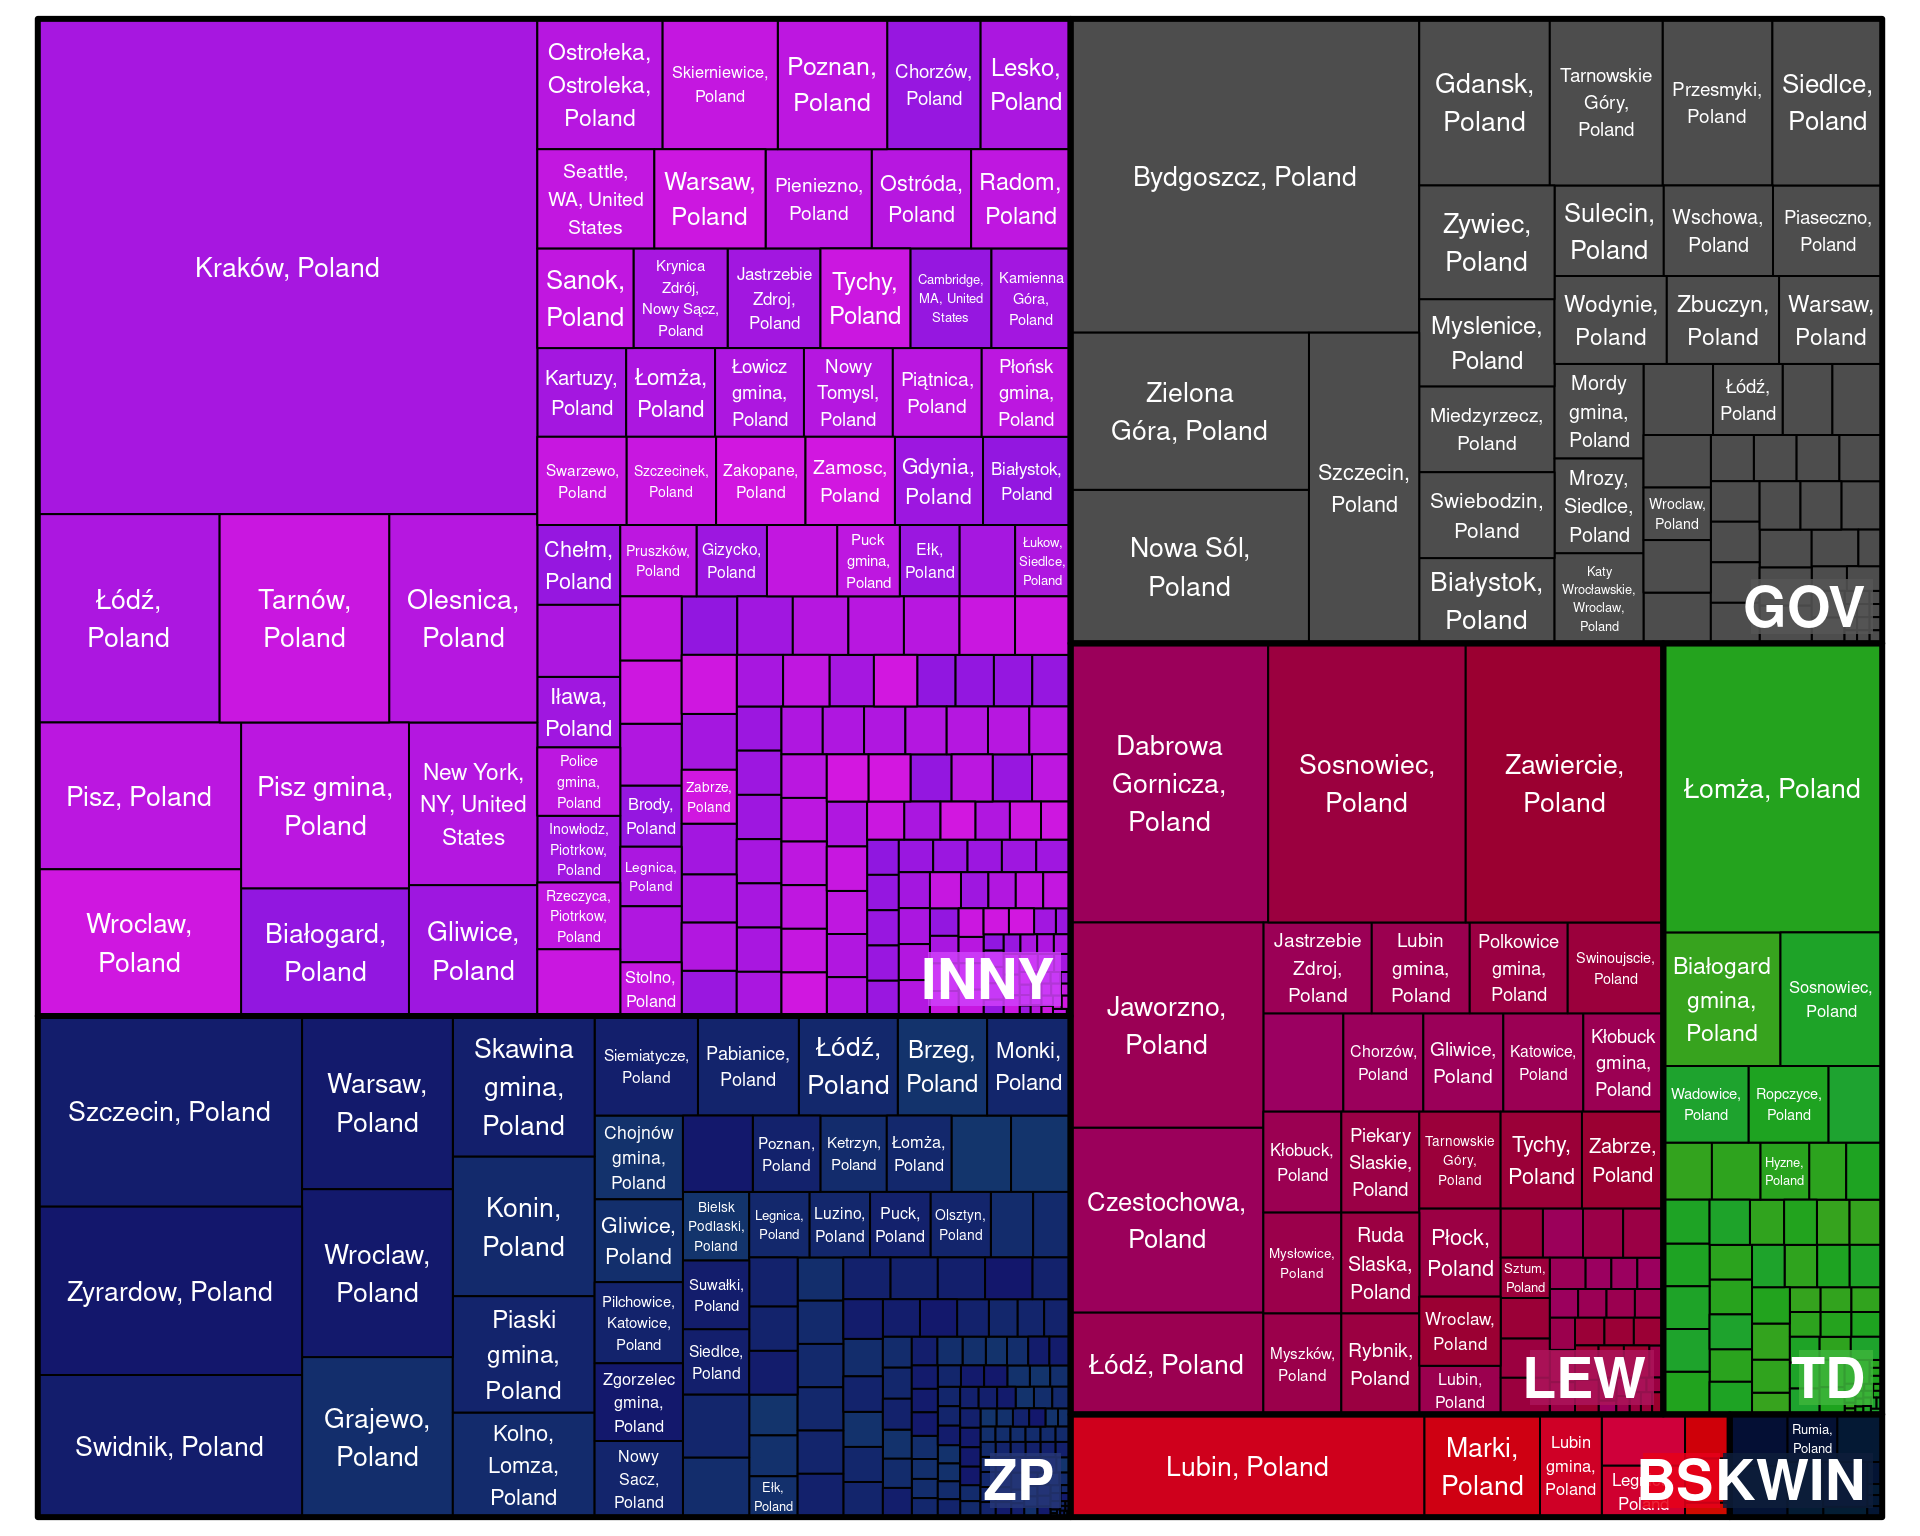 Kraków, Poland
Łódź,
Poland
Tarnów,
Poland
Olesnica,
Poland
Pisz, Poland
Pisz gmina,
Poland
New York,
NY, United
States
Wroclaw,
Poland
Białogard,
Poland
Gliwice,
Poland
Ostrołeka,
Ostroleka,
Poland
Skierniewice,
Poland
Poznan,
Poland
Chorzów,
Poland
Lesko,
Poland
Seattle,
WA, United
States
Warsaw,
Poland
Pieniezno,
Poland
Ostróda,
Poland
Radom,
Poland
Sanok,
Poland
Krynica
Zdrój,
Nowy Sącz,
Poland
Jastrzebie
Zdroj,
Poland
Tychy,
Poland
Cambridge,
MA, United
States
Kamienna
Góra,
Poland
Kartuzy,
Poland
Łomża,
Poland
Łowicz
gmina,
Poland
Nowy
Tomysl,
Poland
Piątnica,
Poland
Płońsk
gmina,
Poland
Swarzewo,
Poland
Szczecinek,
Poland
Zakopane,
Poland
Zamosc,
Poland
Gdynia,
Poland
Białystok,
Poland
Chełm,
Poland
Pruszków,
Poland
Gizycko,
Poland
Puck
gmina,
Poland
Ełk,
Poland
Łukow,
Siedlce,
Poland
Iława,
Poland
Police
gmina,
Poland
Zabrze,
Poland
Brody,
Poland
Inowłodz,
Piotrkow,
Poland
Legnica,
Poland
Rzeczyca,
Piotrkow,
Poland
Stolno,
Poland
INNY
Bydgoszcz, Poland
Zielona
Góra, Poland
Nowa Sól,
Poland
Szczecin,
Poland
Gdansk,
Poland
Tarnowskie
Góry,
Poland
Przesmyki,
Poland
Siedlce,
Poland
Zywiec,
Poland
Sulecin,
Poland
Wschowa,
Poland
Piaseczno,
Poland
Myslenice,
Poland
Wodynie,
Poland
Zbuczyn,
Poland
Warsaw,
Poland
Miedzyrzecz,
Poland
Mordy
gmina,
Poland
Łódź,
Poland
Swiebodzin,
Poland
Mrozy,
Siedlce,
Poland
Wroclaw,
Poland
Białystok,
Poland
Katy
Wrocławskie,
Wroclaw,
Poland
GOV
Dabrowa
Gornicza,
Poland
Sosnowiec,
Poland
Zawiercie,
Poland
Jaworzno,
Poland
Czestochowa,
Poland
Łódź, Poland
Jastrzebie
Zdroj,
Poland
Lubin
gmina,
Poland
Polkowice
gmina,
Poland
Swinoujscie,
Poland
Chorzów,
Poland
Gliwice,
Poland
Katowice,
Poland
Kłobuck
gmina,
Poland
Kłobuck,
Poland
Piekary
Slaskie,
Poland
Tarnowskie
Góry,
Poland
Tychy,
Poland
Zabrze,
Poland
Mysłowice,
Poland
Ruda
Slaska,
Poland
Płock,
Poland
Sztum,
Poland
Myszków,
Poland
Rybnik,
Poland
Wroclaw,
Poland
Lubin,
Poland
LEW
Łomża, Poland
Białogard
gmina,
Poland
Sosnowiec,
Poland
Wadowice,
Poland
Ropczyce,
Poland
Hyzne,
Poland
TD
Szczecin, Poland
Zyrardow, Poland
Swidnik, Poland
Warsaw,
Poland
Wroclaw,
Poland
Grajewo,
Poland
Skawina
gmina,
Poland
Konin,
Poland
Piaski
gmina,
Poland
Kolno,
Lomza,
Poland
Siemiatycze,
Poland
Pabianice,
Poland
Łódź,
Poland
Brzeg,
Poland
Monki,
Poland
Chojnów
gmina,
Poland
Poznan,
Poland
Ketrzyn,
Poland
Łomża,
Poland
Gliwice,
Poland
Bielsk
Podlaski,
Poland
Legnica,
Poland
Luzino,
Poland
Puck,
Poland
Olsztyn,
Poland
Pilchowice,
Katowice,
Poland
Suwałki,
Poland
Siedlce,
Poland
Zgorzelec
gmina,
Poland
Nowy
Sacz,
Poland
Ełk,
Poland
ZP
Lubin, Poland
Marki,
Poland
Lubin
gmina,
Poland
Rumia,
Poland
BSKWIN